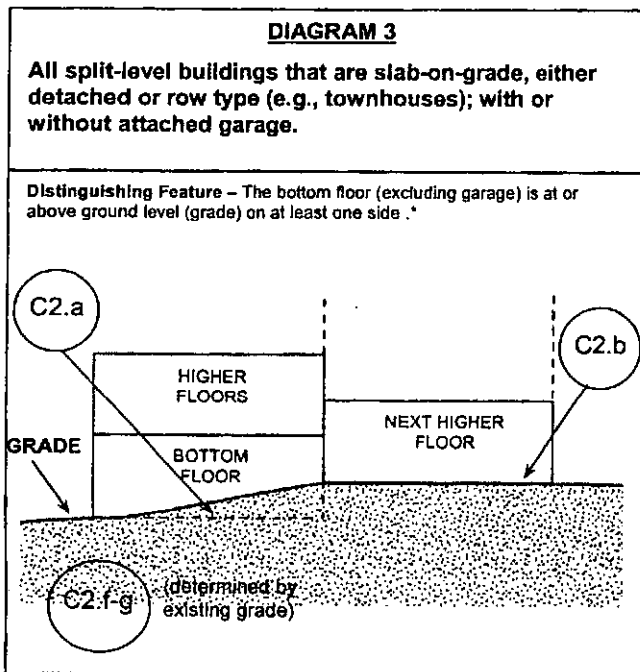 DIAGRAM 3
All split-level buildings that are slab-on-grade, either
detached or row type (e.g., townhouses); with or
without attached garage.
Distinguishing Feature – The bottom floor (excluding garage) is at or
above ground level (grade) on at least one side .*
C2.a
C2.b
HIGHER
FLOORS
NEXT HIGHER
FLOOR
GRADE
BOTTOM
FLOOR
C2.f-g
(determined by
existing grade)